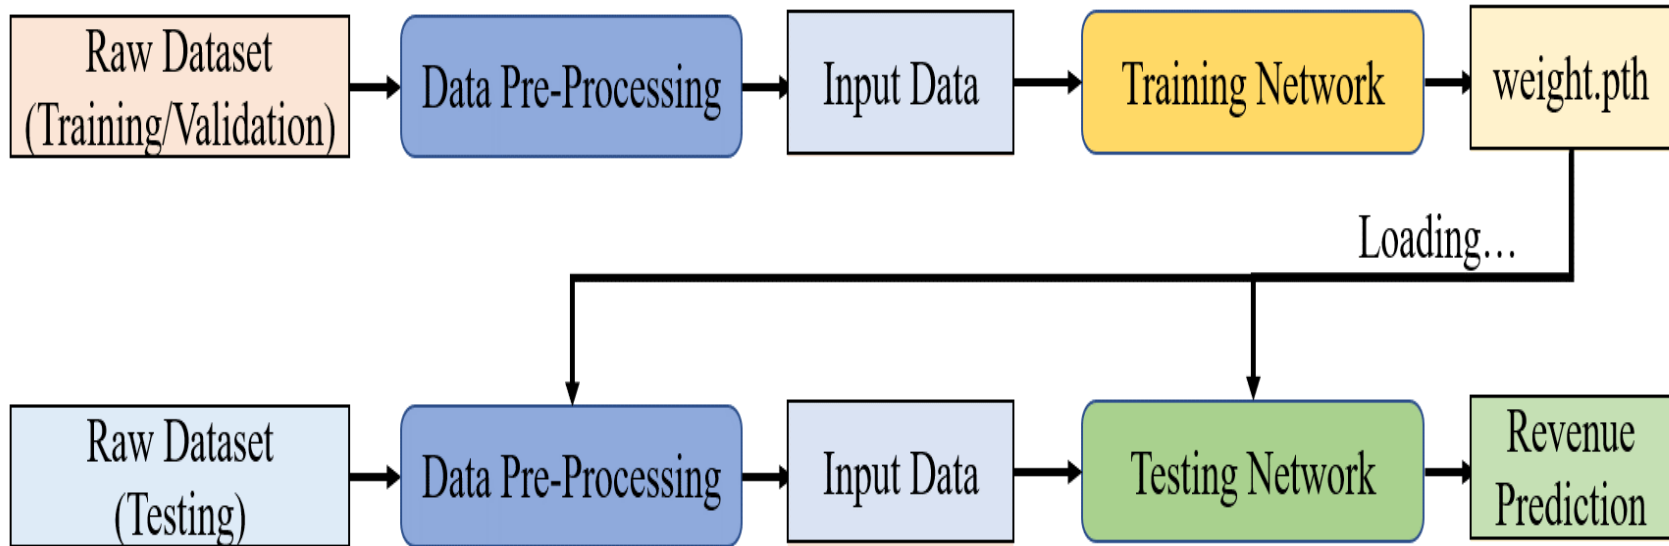 Raw Dataset
(Training/Validation)
Data Pre-Processing
Input Data
Training Network
weight.pth
Loading…
Raw Dataset
(Testing)
Data Pre-Processing
Input Data
Testing Network
Revenue
Prediction